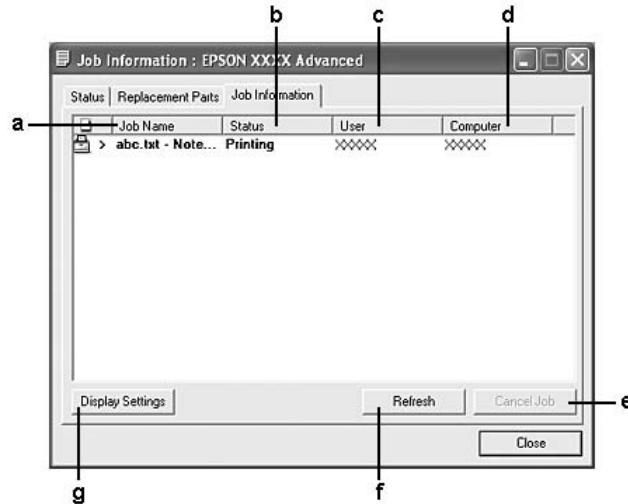 b c d
Job Information : EPSON XXXX Advanced
Status Replacement Parts Job Information
a Job Name Status User Computer
> abc.txt - Note... Printing XXXXX XXXXX
Display Settings Refresh Cancel Job e
Close
g f